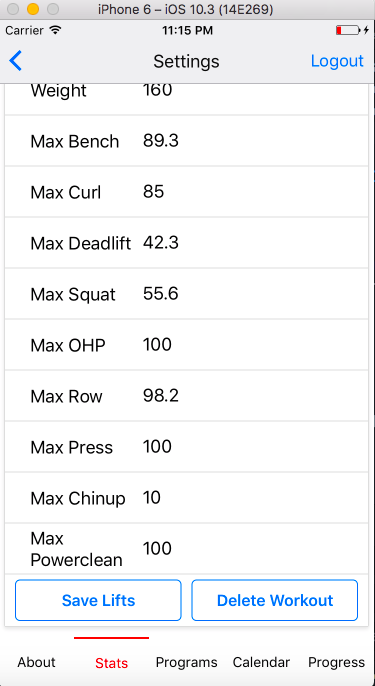 iPhone 6 – iOS 10.3 (14E269)
Carrier 11:15 PM
Settings Logout
Weight 160
Max Bench 89.3
Max Curl 85
Max Deadlift 42.3
Max Squat 55.6
Max OHP 100
Max Row 98.2
Max Press 100
Max Chinup 10
Max
Powerclean 100
Save Lifts Delete Workout
About Stats Programs Calendar Progress